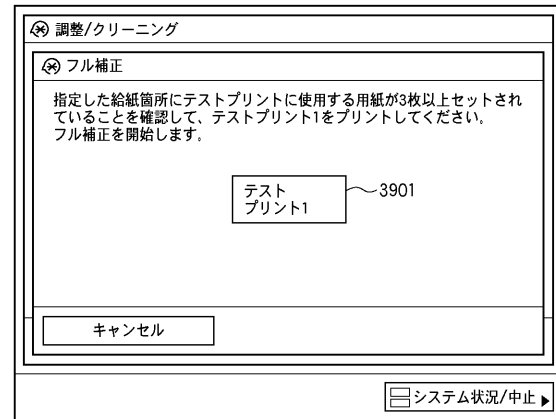 調整/クリーニング
フル補正
指定した給紙箇所にテストプリントに使用する用紙が3枚以上セットされ
ていることを確認して、テストプリント1をプリントしてください。
フル補正を開始します。
テスト
プリント1
3901
キャンセル
システム状況/中止